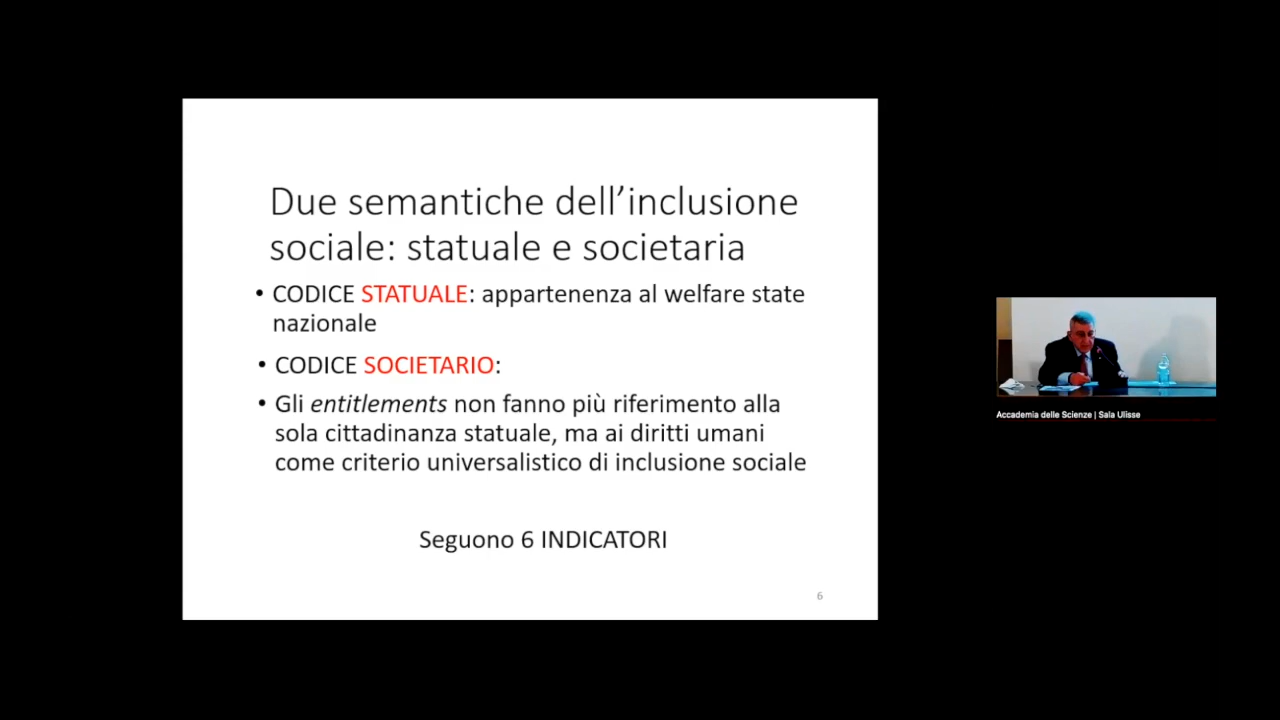 Due semantiche dell’inclusione
sociale: statuale e societaria
• CODICE STATUALE: appartenenza al welfare state
nazionale
• CODICE SOCIETARIO:
• Gli entitlements non fanno più riferimento alla
sola cittadinanza statuale, ma ai diritti umani
come criterio universalistico di inclusione sociale
Seguono 6 INDICATORI
6
Accademia delle Scienze | Sala Ulisse